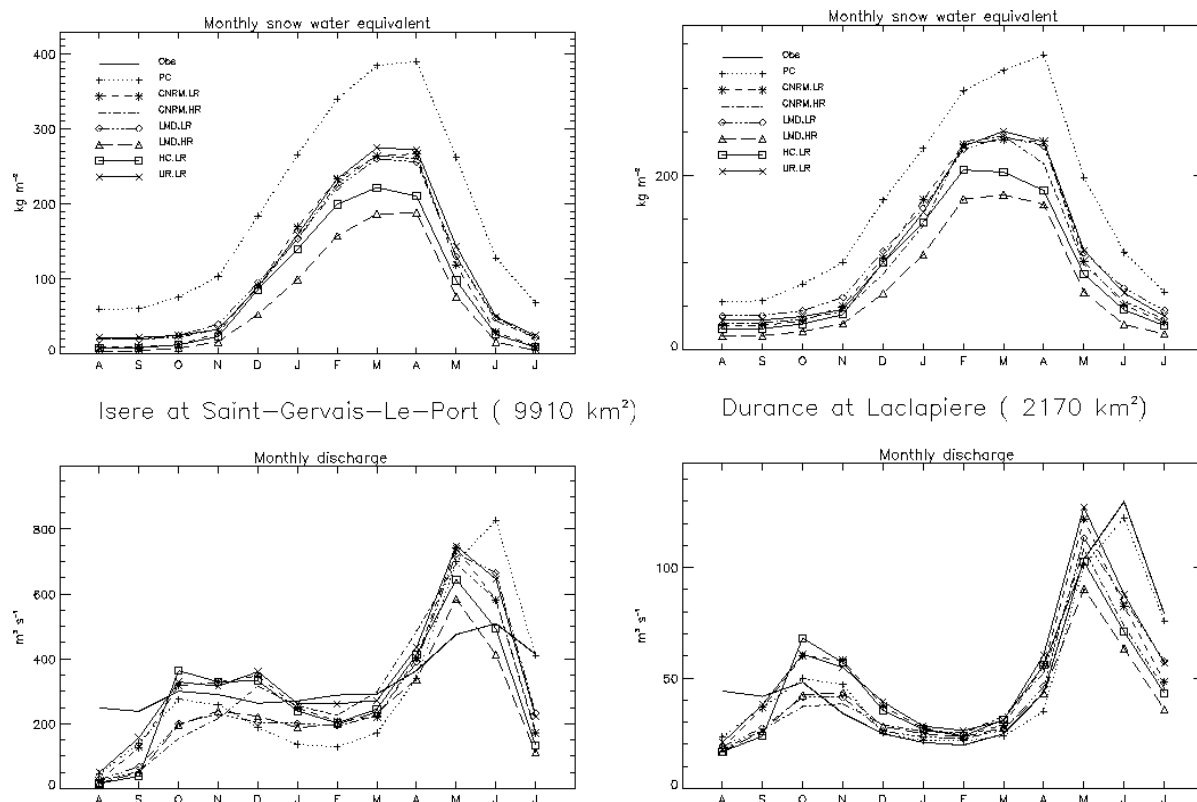 Monthly snow water equivalent
400
300
200
100
0
kg m⁻²
Obs
PC
CNRM.LR
CNRM.HR
LMD.LR
LMD.HR
HC.LR
UR.LR
A S O N D J F M A M J J
Monthly snow water equivalent
200
0
kg m⁻²
Obs
PC
CNRM.LR
CNRM.HR
LMD.LR
LMD.HR
HC.LR
UR.LR
A S O N D J F M A M J J
Isere at Saint-Gervais-Le-Port ( 9910 km²)
Durance at Laclapiere ( 2170 km²)
Monthly discharge
800
600
400
200
0
m³ s⁻¹
A S O N D J F M A M J J
Monthly discharge
100
50
0
m³ s⁻¹
A S O N D J F M A M J J